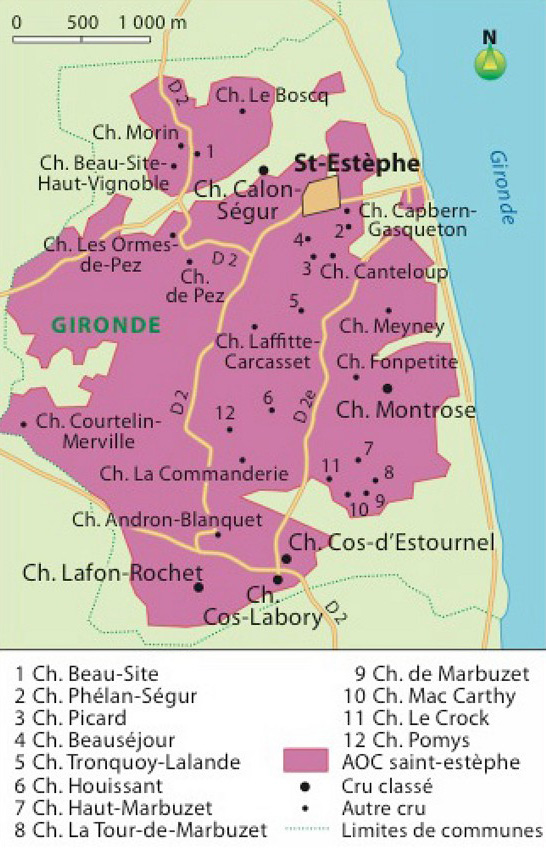 0 500 1 000 m
N
D 2
Ch. Le Boscq
Ch. Morin
1
Ch. Beau-Site-
Haut-Vignoble
St-Estèphe
Gironde
Ch. Calon-
Ségur
Ch. Capbern-
Gasqueton
2
4
Ch. Les Ormes-
de-Pez
D 2
3
Ch. Canteloup
Ch.
de Pez
5
GIRONDE
Ch. Meyney
Ch. Laffitte-
Carcasset
Ch. Fonpetite
D 2
6
D 2e
Ch. Montrose
12
Ch. Courtelin-
Merville
7
11
8
Ch. La Commanderie
9
10
Ch. Andron-Blanquet
Ch. Cos-d'Estournel
Ch. Lafon-Rochet
Ch.
Cos-Labory
D 2
1 Ch. Beau-Site
2 Ch. Phélan-Ségur
3 Ch. Picard
4 Ch. Beauséjour
5 Ch. Tronquoy-Lalande
6 Ch. Houissant
7 Ch. Haut-Marbuzet
8 Ch. La Tour-de-Marbuzet
9 Ch. de Marbuzet
10 Ch. Mac Carthy
11 Ch. Le Crock
12 Ch. Pomys
AOC saint-estèphe
Cru classé
Autre cru
Limites de communes